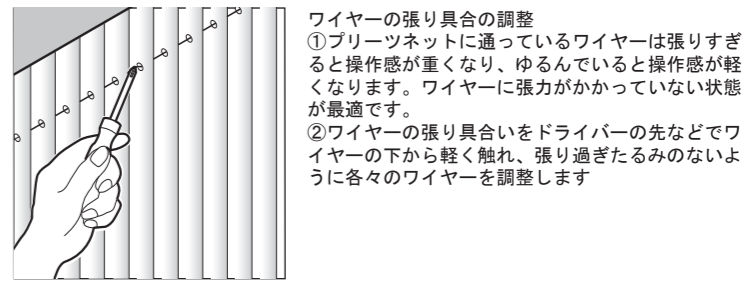 ワイヤーの張り具合の調整
①プリーツネットに通っているワイヤーは張りすぎ
ると操作感が重くなり、ゆるんでいると操作感が軽
くなります。ワイヤーに張力がかかっていない状態
が最適です。
②ワイヤーの張り具合いをドライバーの先などでワ
イヤーの下から軽く触れ、張り過ぎたるみのないよ
うに各々のワイヤーを調整します